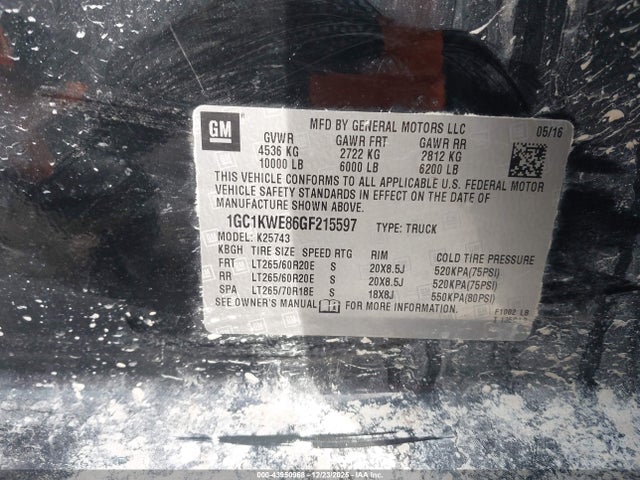 GM
MFD BY GENERAL MOTORS LLC 05/16
GVWR GAWR FRT GAWR RR
4536 KG 2722 KG 2812 KG
10000 LB 6000 LB 6200 LB
THIS VEHICLE CONFORMS TO ALL APPLICABLE U.S. FEDERAL MOTOR
VEHICLE SAFETY STANDARDS IN EFFECT ON THE DATE OF
MANUFACTURE SHOWN ABOVE.
1GC1KWE86GF215597 TYPE: TRUCK
MODEL: K25743
KBGH TIRE SIZE SPEED RTG RIM COLD TIRE PRESSURE
FRT LT265/60R20E S 20X8.5J 520KPA(75PSI)
RR LT265/60R20E S 20X8.5J 520KPA(75PSI)
SPA LT265/70R18E S 18X8J 550KPA(80PSI)
SEE OWNER'S MANUAL FOR MORE INFORMATION.
F1002 LB
000-43950968 - 12/23/2025 - IAAI.COM